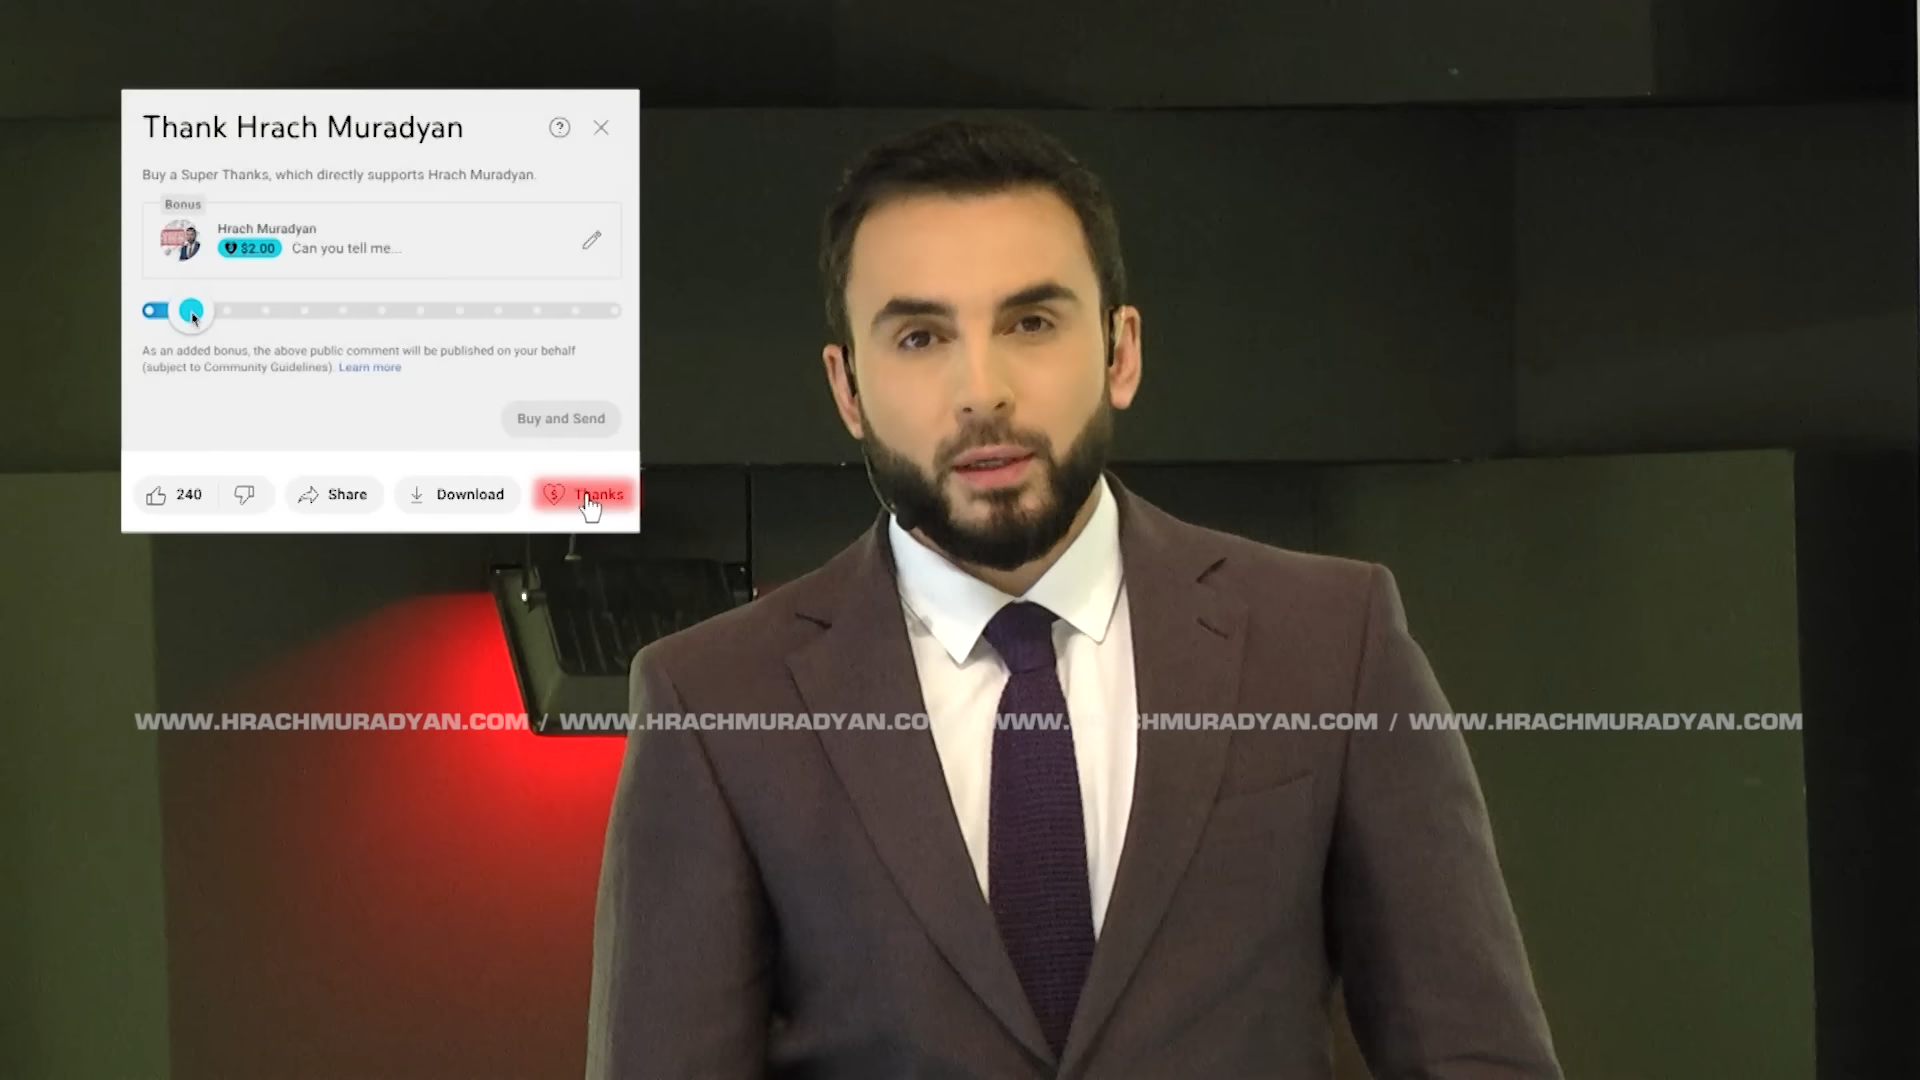 Thank Hrach Muradyan
Buy a Super Thanks, which directly supports Hrach Muradyan.
Bonus
Hrach Muradyan
$2.00 Can you tell me...
As an added bonus, the above public comment will be published on your behalf
(subject to Community Guidelines). Learn more
Buy and Send
240 Share Download Thanks
WWW.HRACHMURADYAN.COM / WWW.HRACHMURADYAN.CO WWW. HMURADYAN.COM / WWW.HRACHMURADYAN.COM